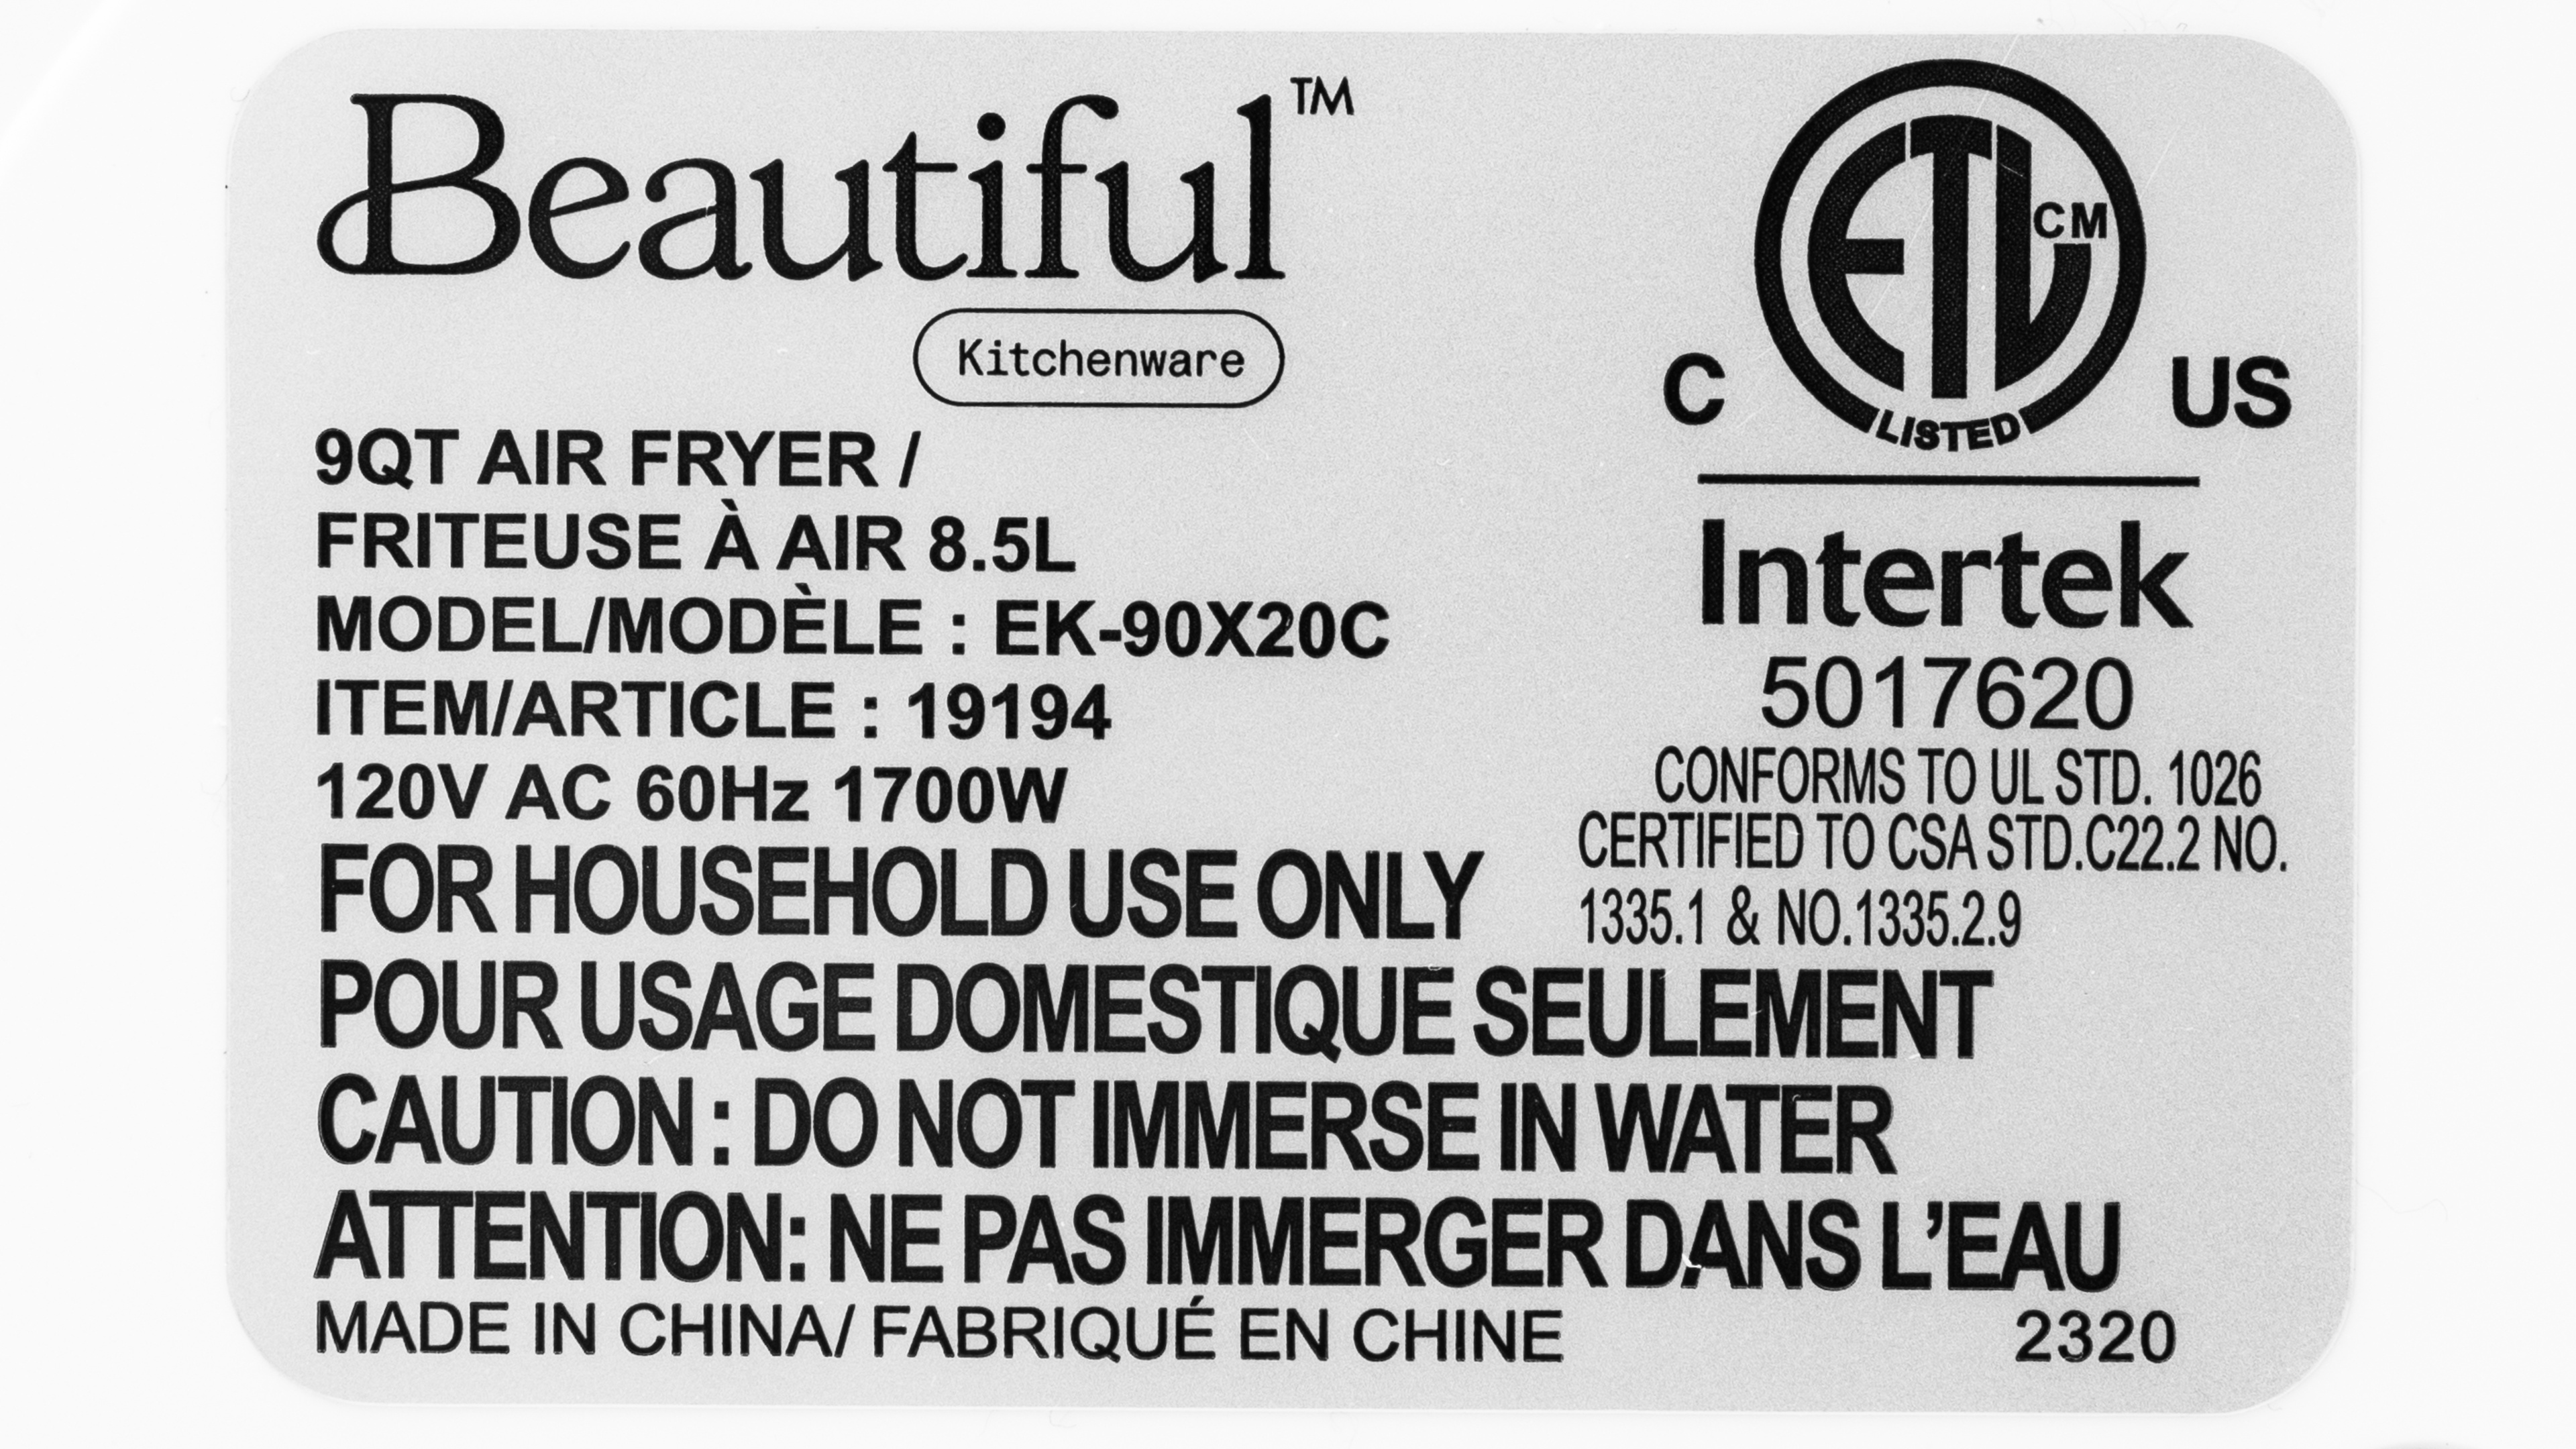 Beautiful™
Kitchenware
9QT AIR FRYER /
FRITEUSE À AIR 8.5L
MODEL/MODÈLE : EK-90X20C
ITEM/ARTICLE : 19194
120V AC 60Hz 1700W
FOR HOUSEHOLD USE ONLY
POUR USAGE DOMESTIQUE SEULEMENT
CAUTION : DO NOT IMMERSE IN WATER
ATTENTION: NE PAS IMMERGER DANS L'EAU
MADE IN CHINA/ FABRIQUÉ EN CHINE
2320
ETL CM
C LISTED US
Intertek
5017620
CONFORMS TO UL STD. 1026
CERTIFIED TO CSA STD.C22.2 NO.
1335.1 & NO.1335.2.9